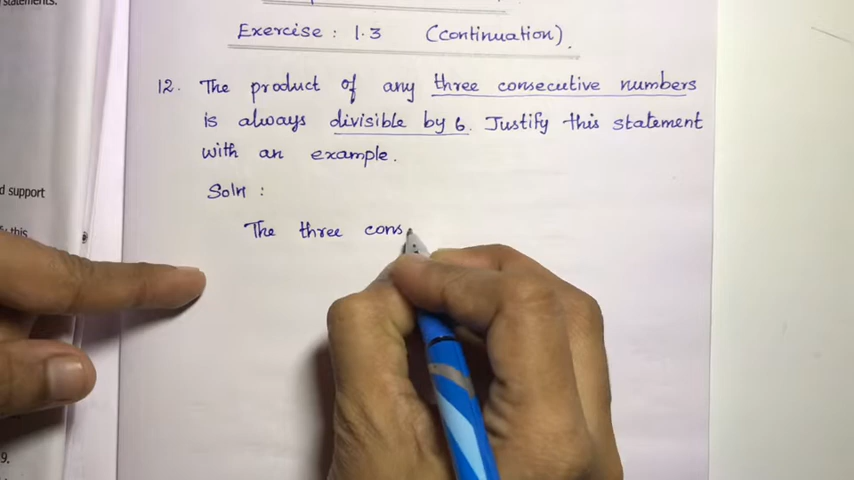 statements.
Exercise : 1.3 (Continuation).
12. The product of any three consecutive numbers
is always divisible by 6. Justify this statement
with an example.
Soln :
d support
The three cons
this
9.